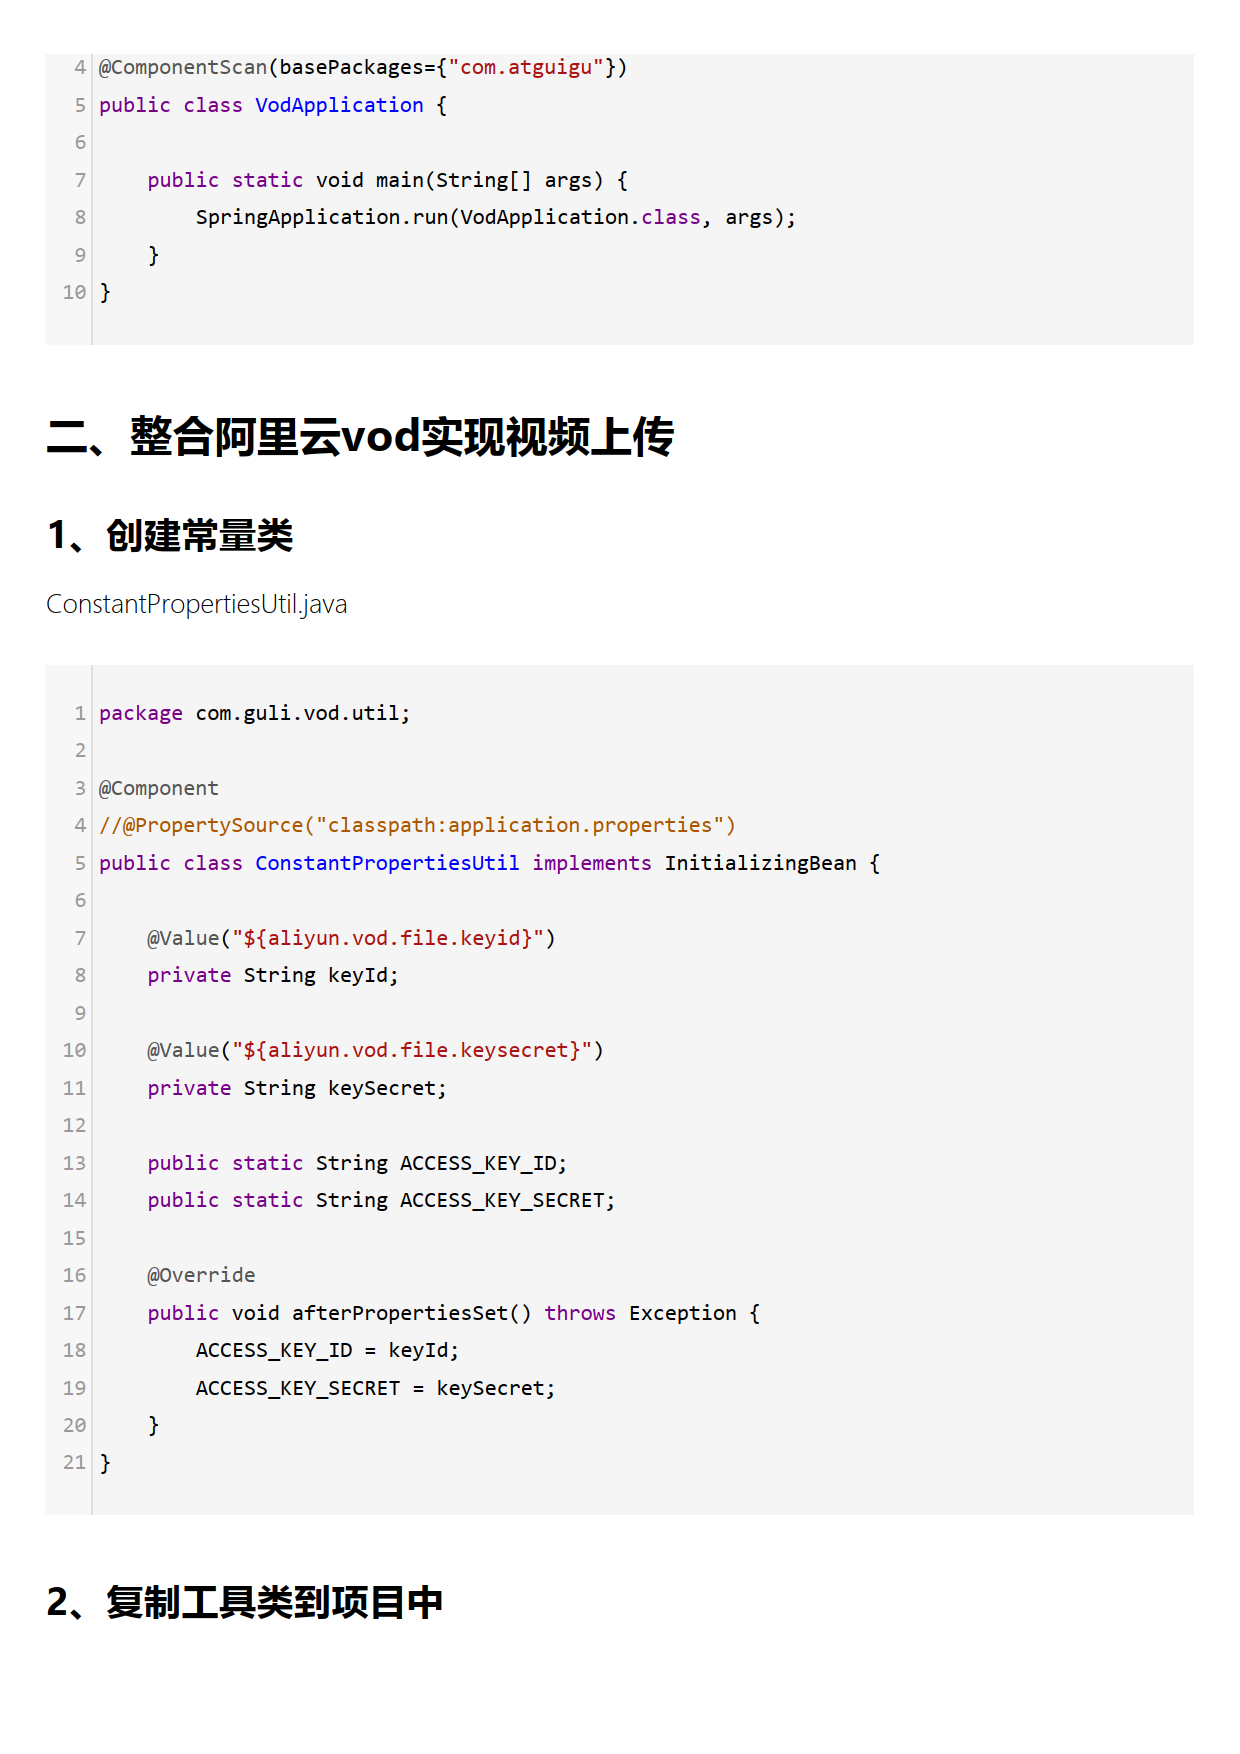 4 @ComponentScan(basePackages={"com.atguigu"})
5 public class VodApplication {
6
7     public static void main(String[] args) {
8         SpringApplication.run(VodApplication.class, args);
9     }
10 }
二、整合阿里云vod实现视频上传
1、创建常量类
ConstantPropertiesUtil.java
1 package com.guli.vod.util;
2
3 @Component
4 //@PropertySource("classpath:application.properties")
5 public class ConstantPropertiesUtil implements InitializingBean {
6
7     @Value("${aliyun.vod.file.keyid}")
8     private String keyId;
9
10     @Value("${aliyun.vod.file.keysecret}")
11     private String keySecret;
12
13     public static String ACCESS_KEY_ID;
14     public static String ACCESS_KEY_SECRET;
15
16     @Override
17     public void afterPropertiesSet() throws Exception {
18         ACCESS_KEY_ID = keyId;
19         ACCESS_KEY_SECRET = keySecret;
20     }
21 }
2、复制工具类到项目中